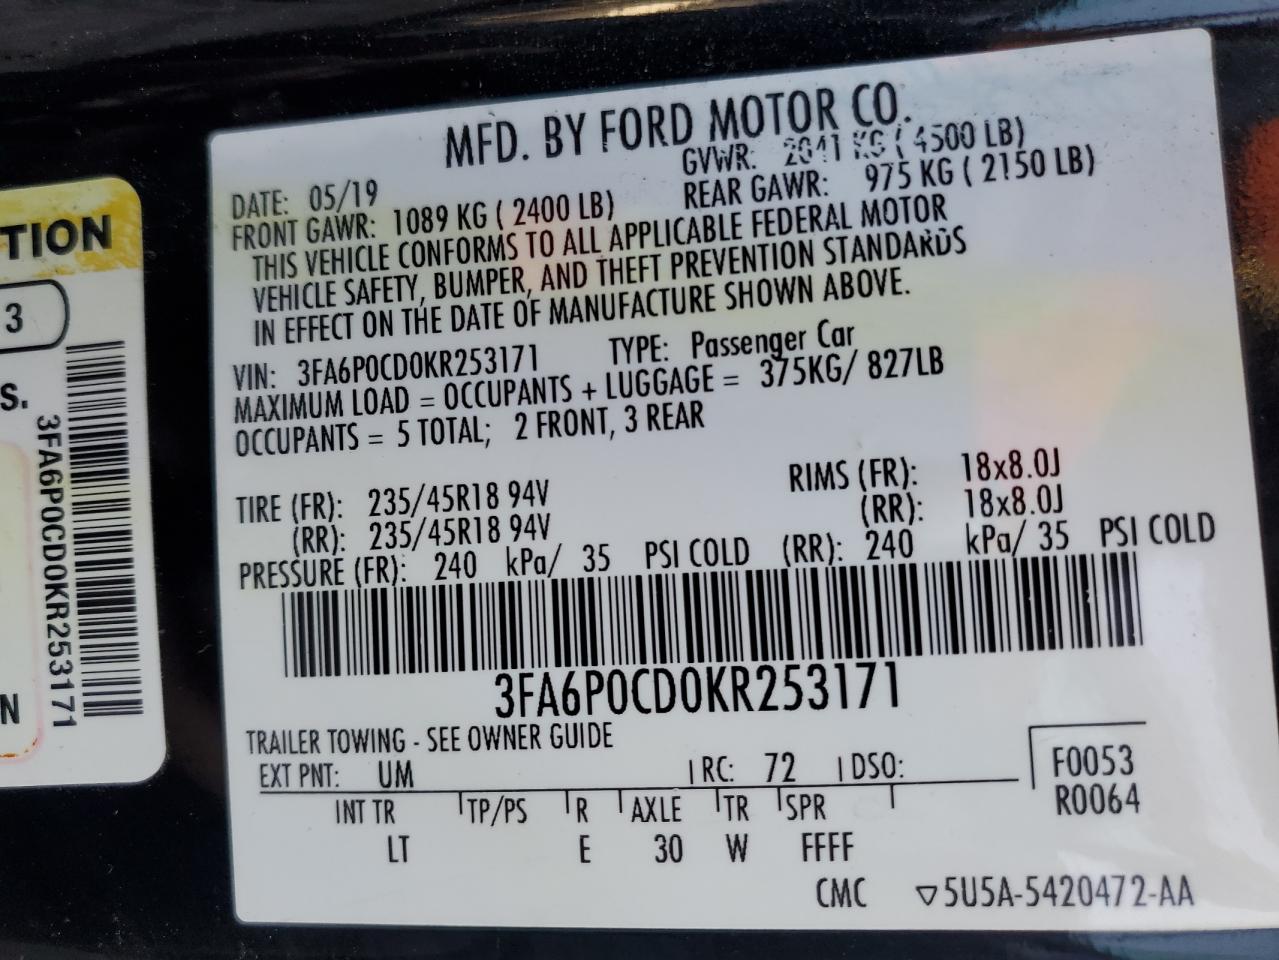 TION
3
S.
3FA6P0CD0KR253171
N
MFD. BY FORD MOTOR CO.
DATE: 05/19 GVWR: 2041 KG ( 4500 LB)
FRONT GAWR: 1089 KG ( 2400 LB) REAR GAWR: 975 KG ( 2150 LB)
THIS VEHICLE CONFORMS TO ALL APPLICABLE FEDERAL MOTOR
VEHICLE SAFETY, BUMPER, AND THEFT PREVENTION STANDARDS
IN EFFECT ON THE DATE OF MANUFACTURE SHOWN ABOVE.
VIN: 3FA6P0CD0KR253171 TYPE: Passenger Car
MAXIMUM LOAD = OCCUPANTS + LUGGAGE = 375KG/ 827LB
OCCUPANTS = 5 TOTAL; 2 FRONT, 3 REAR
TIRE (FR): 235/45R18 94V RIMS (FR): 18x8.0J
(RR): 235/45R18 94V (RR): 18x8.0J
PRESSURE (FR): 240 kPa/ 35 PSI COLD (RR): 240 kPa/ 35 PSI COLD
3FA6P0CD0KR253171
TRAILER TOWING - SEE OWNER GUIDE
EXT PNT: UM RC: 72 DSO: F0053
R0064
INT TR TP/PS R AXLE TR SPR
LT E 30 W FFFF
CMC ▽5U5A-5420472-AA